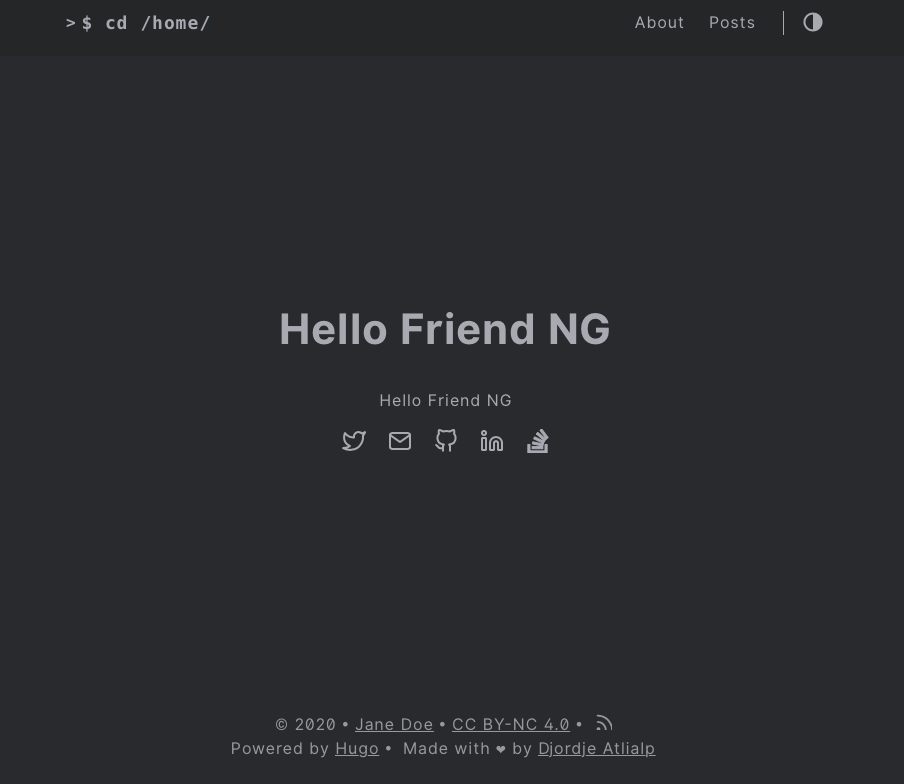 > $ cd /home/
About Posts
Hello Friend NG
Hello Friend NG
© 2020 • Jane Doe • CC BY-NC 4.0 •
Powered by Hugo • Made with ❤ by Djordje Atlialp